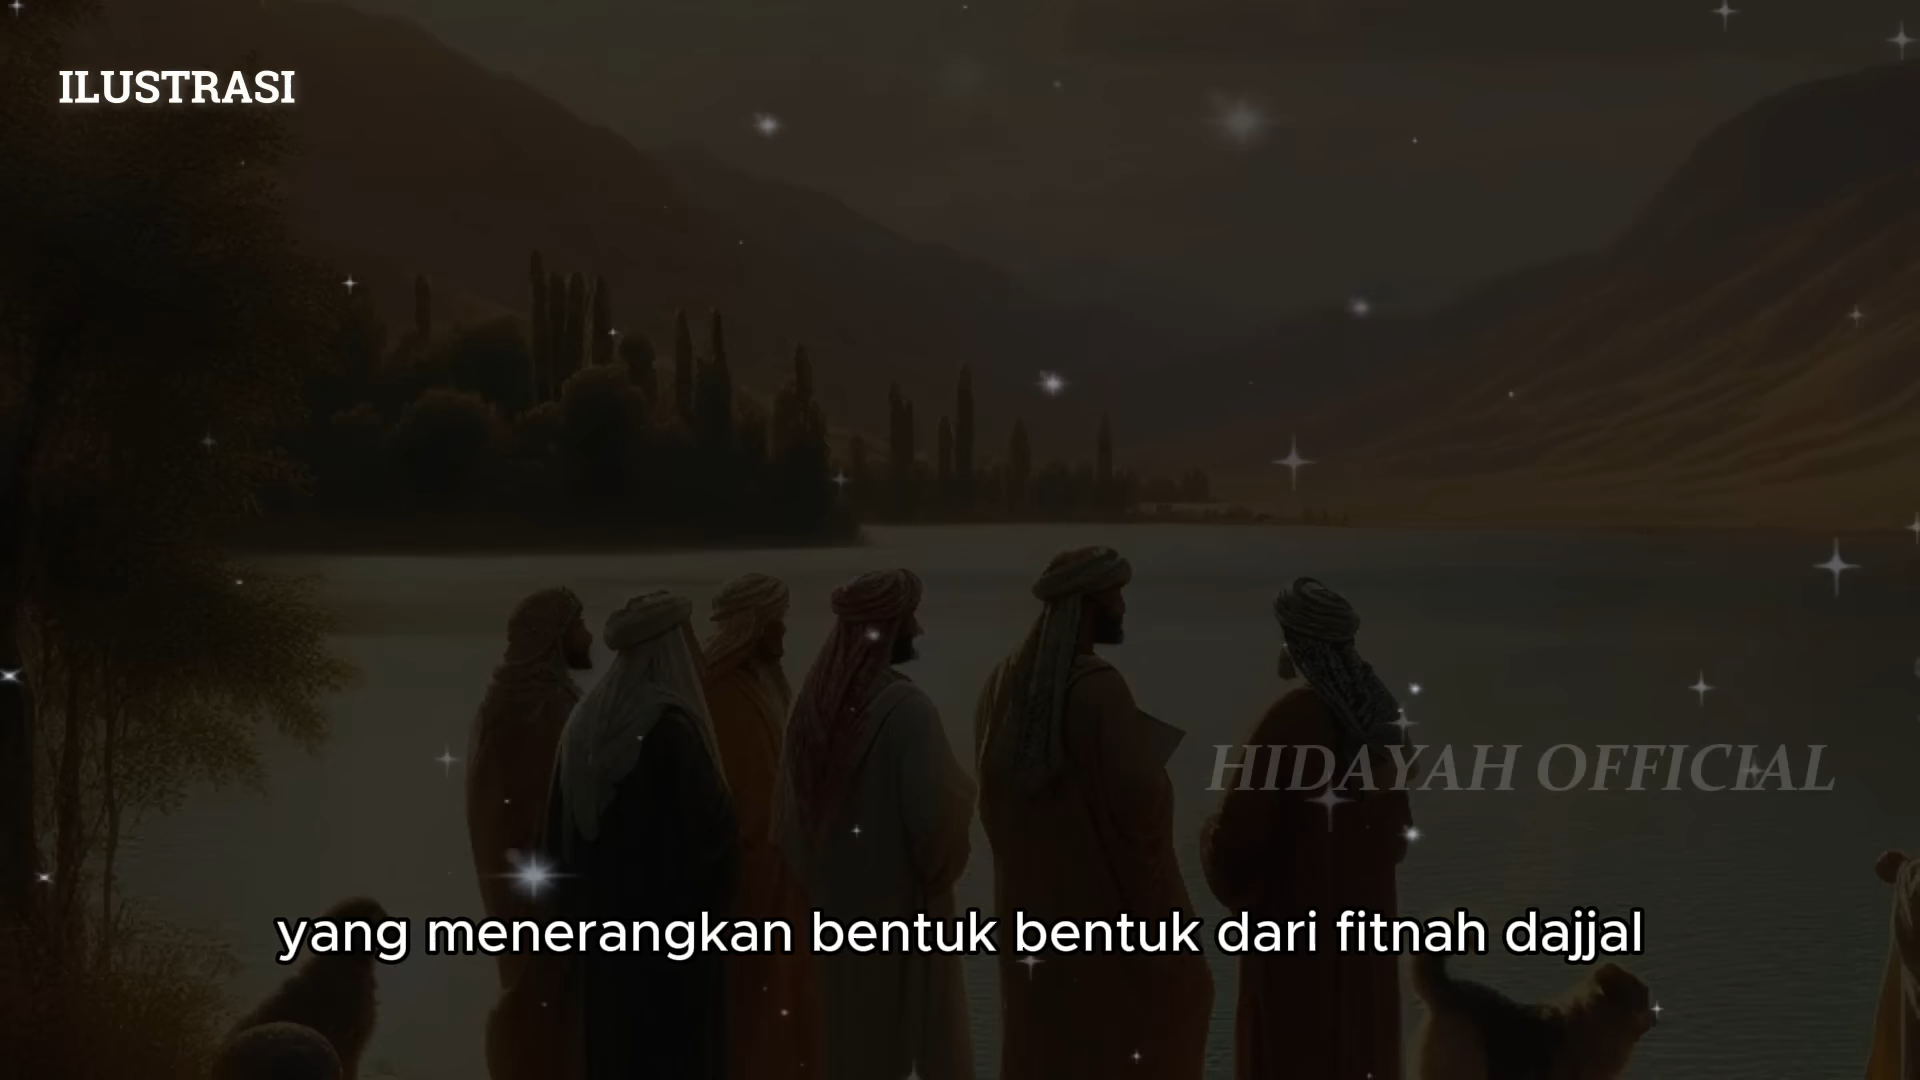 ILUSTRASI
HIDAYAH OFFICIAL
yang menerangkan bentuk bentuk dari fitnah dajjal